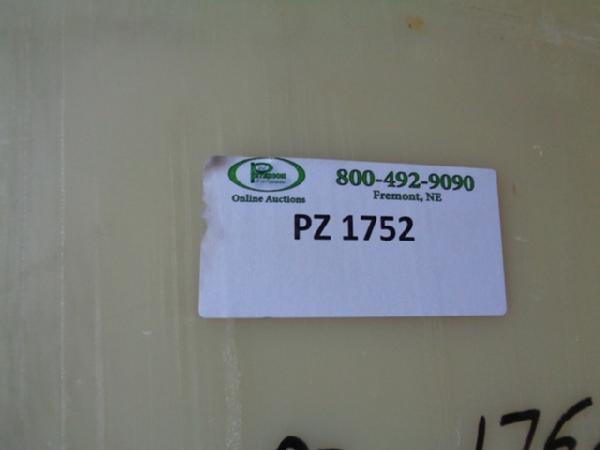 800-492-9090
Online Auctions
Fremont, NE
PZ 1752